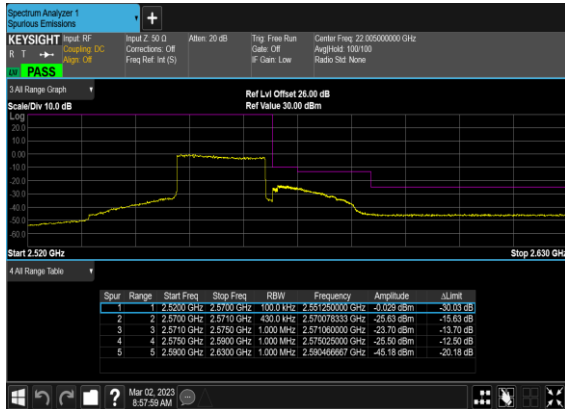 Spectrum Analyzer 1
Spurious Emissions
KEYSIGHT Input: RF Input Z: 50 Ω Atten: 20 dB Trig: Free Run Center Freq: 22.005000000 GHz
R T Coupling: DC Corrections: Off Gate: Off Avg|Hold: 100/100
Align: Off Freq Ref: Int (S) IF Gain: Low Radio Std: None
PASS
3 All Range Graph
Ref Lvl Offset 26.00 dB
Scale/Div 10.0 dB Ref Value 30.00 dBm
Log
20.0
10.0
0.00
-10.0
-20.0
-30.0
-40.0
-50.0
-60.0
Start 2.520 GHz Stop 2.630 GHz
4 All Range Table
Spur Range Start Freq Stop Freq RBW Frequency Amplitude ΔLimit
1 1 2.5200 GHz 2.5700 GHz 100.0 kHz 2.551250000 GHz -0.029 dBm -30.03 dB
2 2 2.5700 GHz 2.5710 GHz 430.0 kHz 2.570078333 GHz -25.63 dBm -15.63 dB
3 3 2.5710 GHz 2.5750 GHz 1.000 MHz 2.571060000 GHz -23.70 dBm -13.70 dB
4 4 2.5750 GHz 2.5900 GHz 1.000 MHz 2.575025000 GHz -25.50 dBm -12.50 dB
5 5 2.5900 GHz 2.6300 GHz 1.000 MHz 2.590466667 GHz -45.18 dBm -20.18 dB
Mar 02, 2023
8:57:59 AM